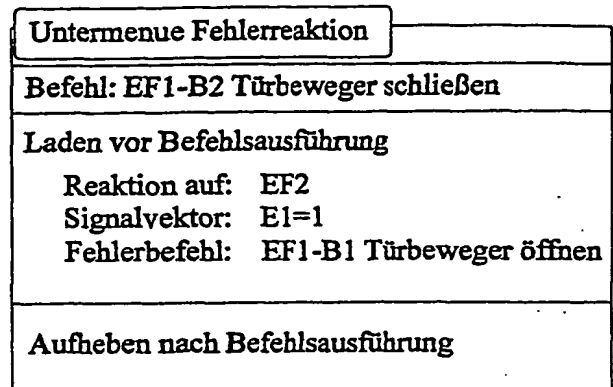 Untermenue Fehlerreaktion
Befehl: EF1-B2 Türbeweger schließen
Laden vor Befehlsausführung
Reaktion auf: EF2
Signalvektor: E1=1
Fehlerbefehl: EF1-B1 Türbeweger öffnen
Aufheben nach Befehlsausführung